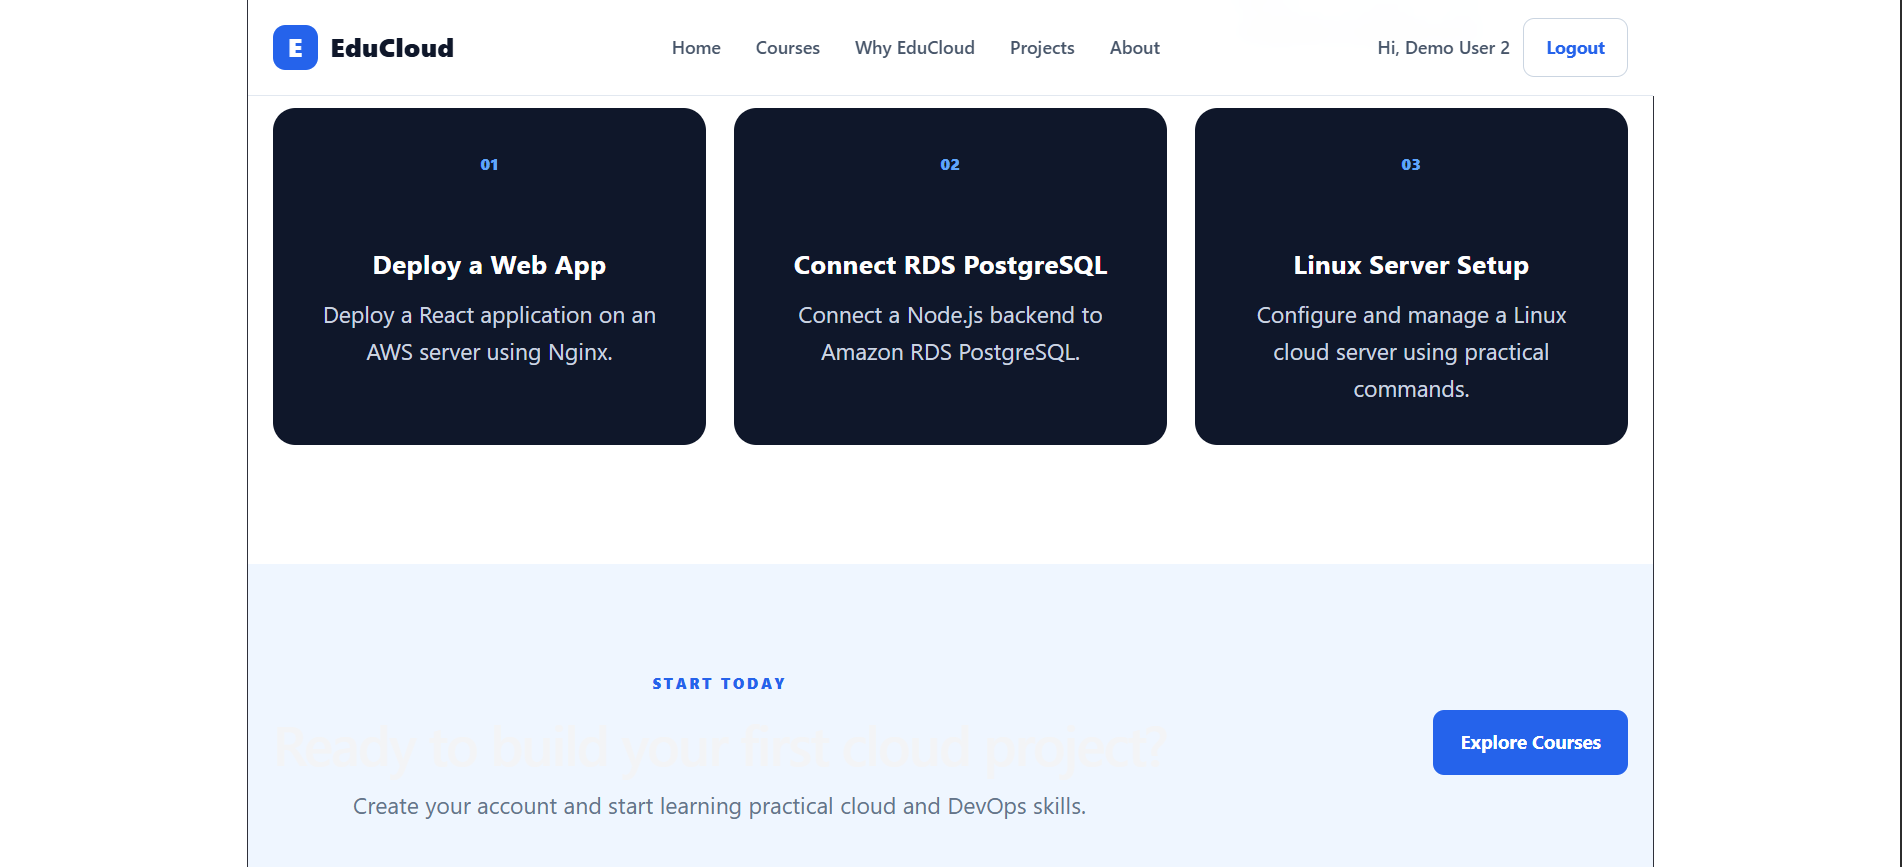 E EduCloud Home Courses Why EduCloud Projects About Hi, Demo User 2 Logout
01
Deploy a Web App
Deploy a React application on an
AWS server using Nginx.
02
Connect RDS PostgreSQL
Connect a Node.js backend to
Amazon RDS PostgreSQL.
03
Linux Server Setup
Configure and manage a Linux
cloud server using practical
commands.
START TODAY
Ready to build your first cloud project?
Create your account and start learning practical cloud and DevOps skills.
Explore Courses